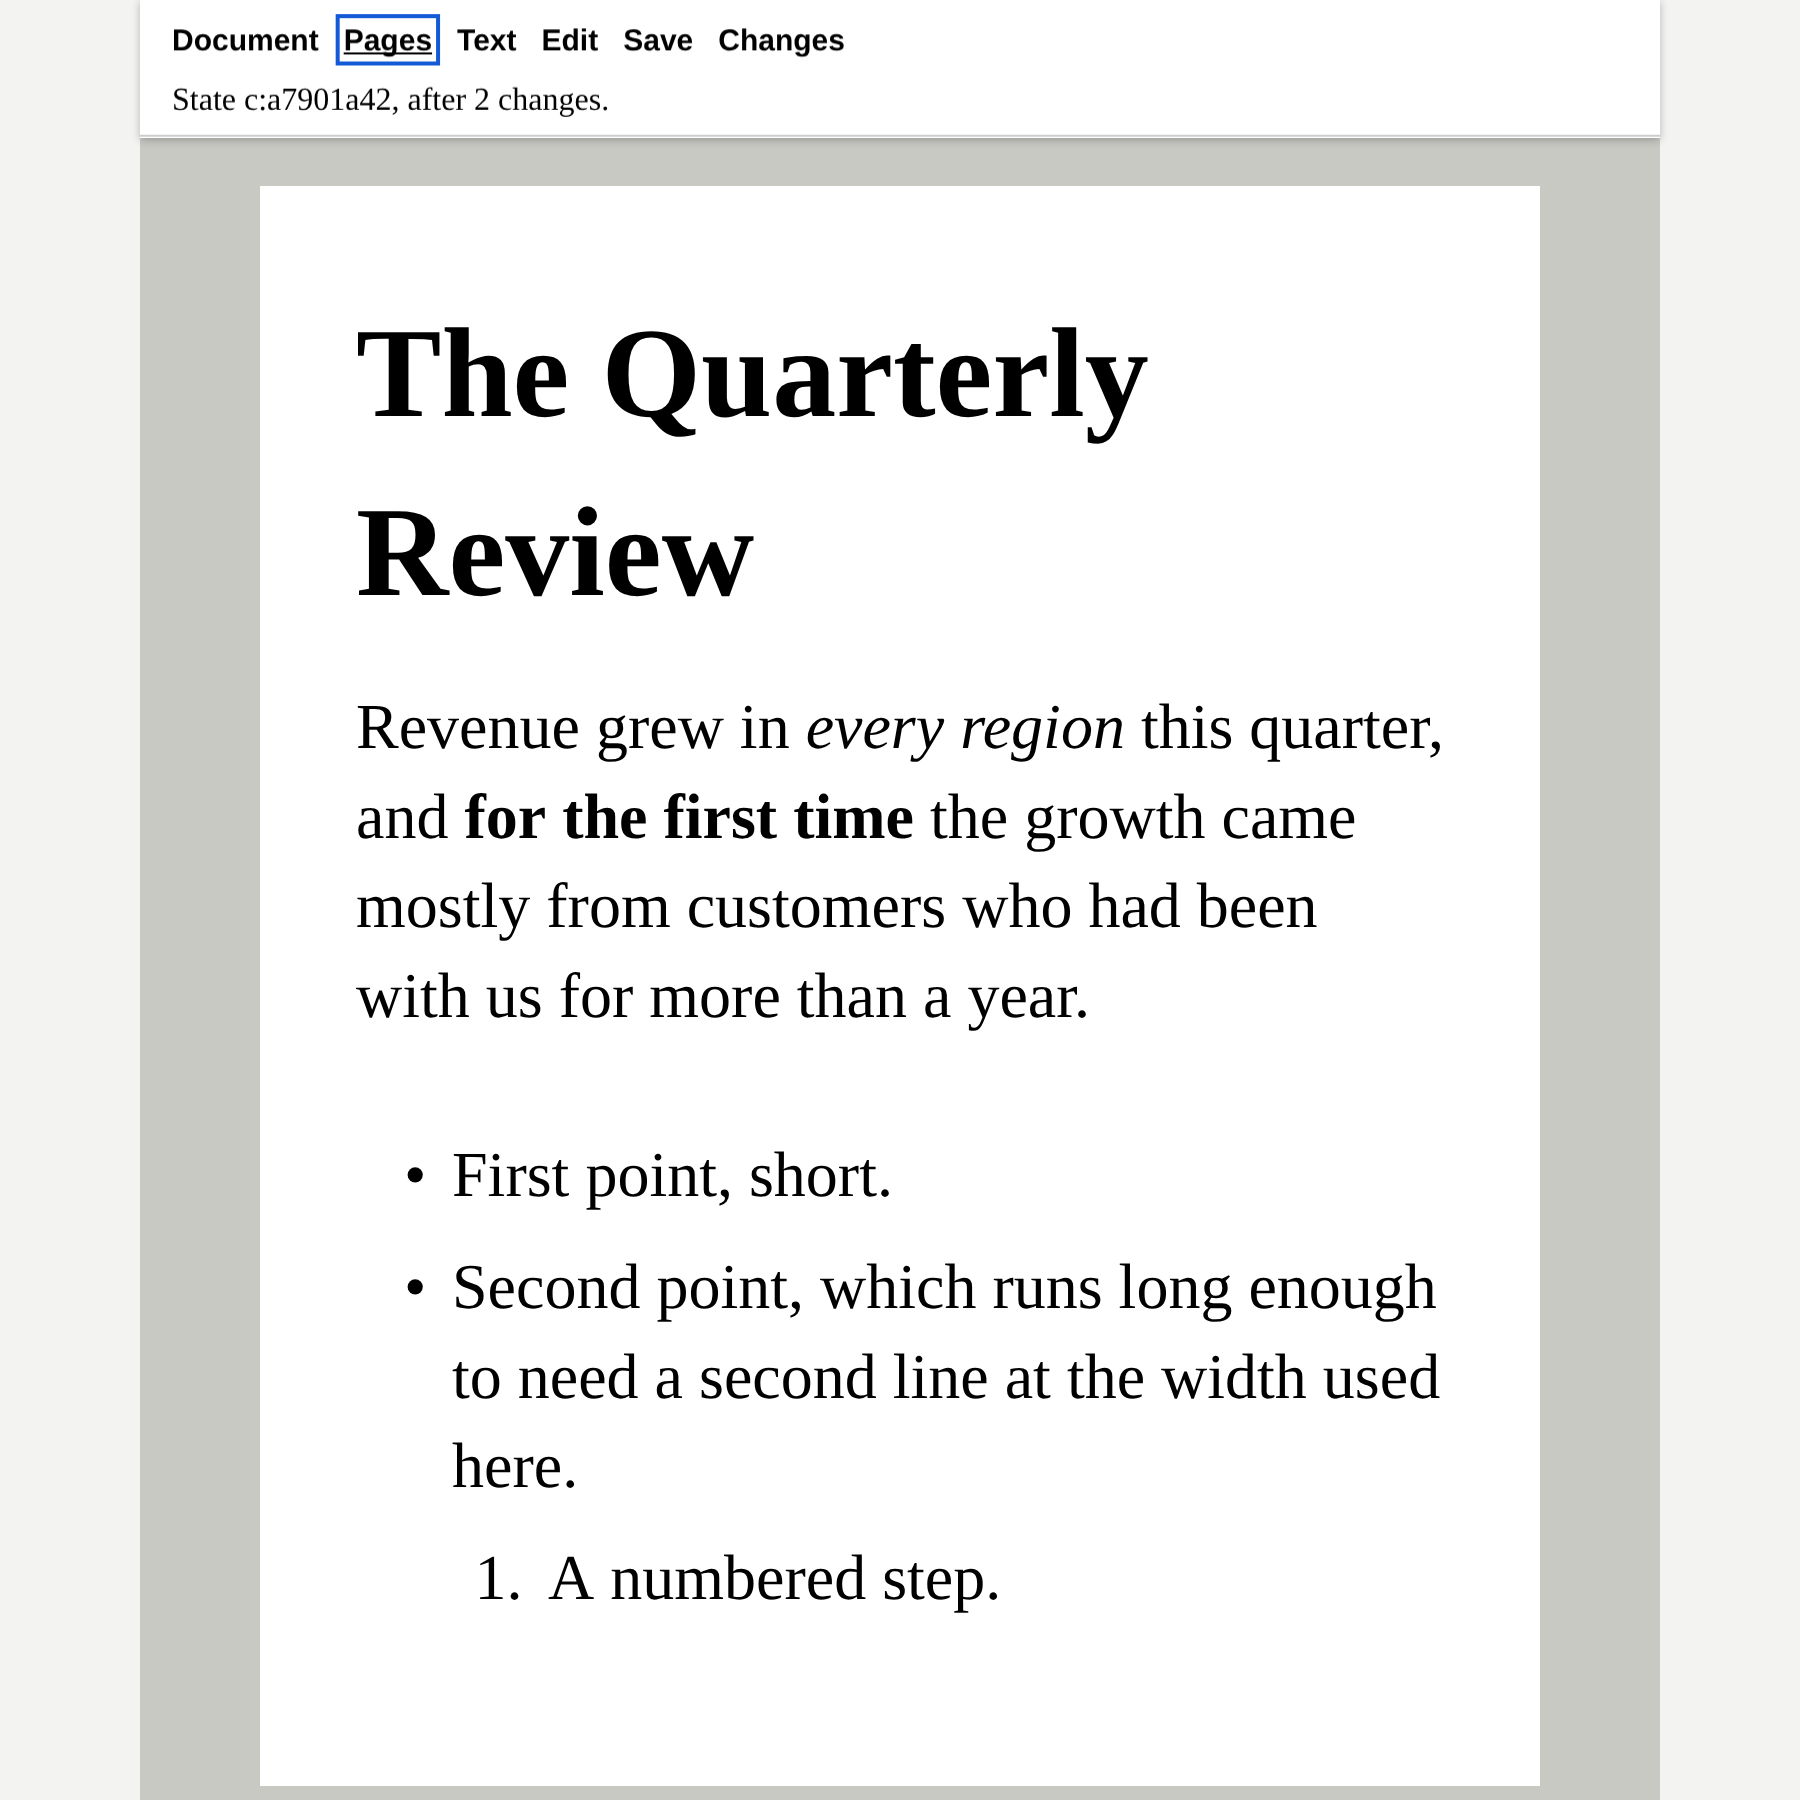 Document Pages Text Edit Save Changes
State c:a7901a42, after 2 changes.
The Quarterly
Review
Revenue grew in every region this quarter,
and for the first time the growth came
mostly from customers who had been
with us for more than a year.
• First point, short.
• Second point, which runs long enough
to need a second line at the width used
here.
1. A numbered step.